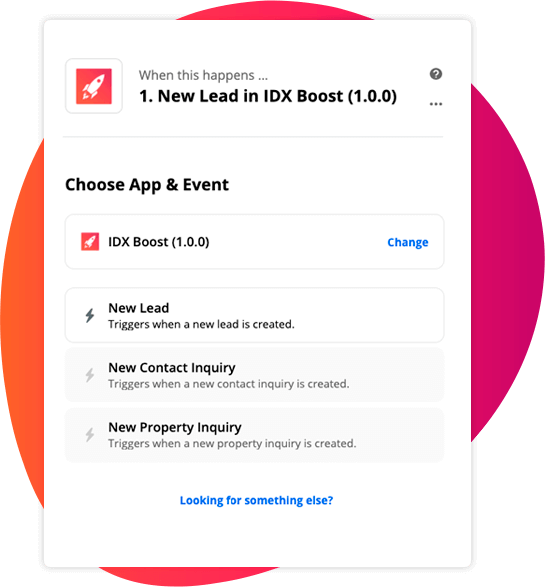 When this happens ...
1. New Lead in IDX Boost (1.0.0)
Choose App & Event
IDX Boost (1.0.0)
Change
New Lead
Triggers when a new lead is created.
New Contact Inquiry
Triggers when a new contact inquiry is created.
New Property Inquiry
Triggers when a new property inquiry is created.
Looking for something else?